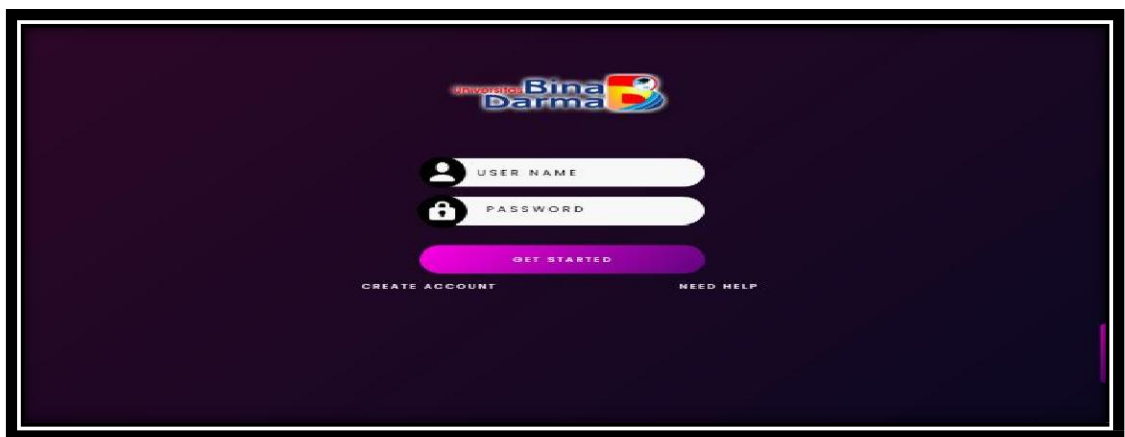 Universitas Bina
Darma
USER NAME
PASSWORD
GET STARTED
CREATE ACCOUNT NEED HELP